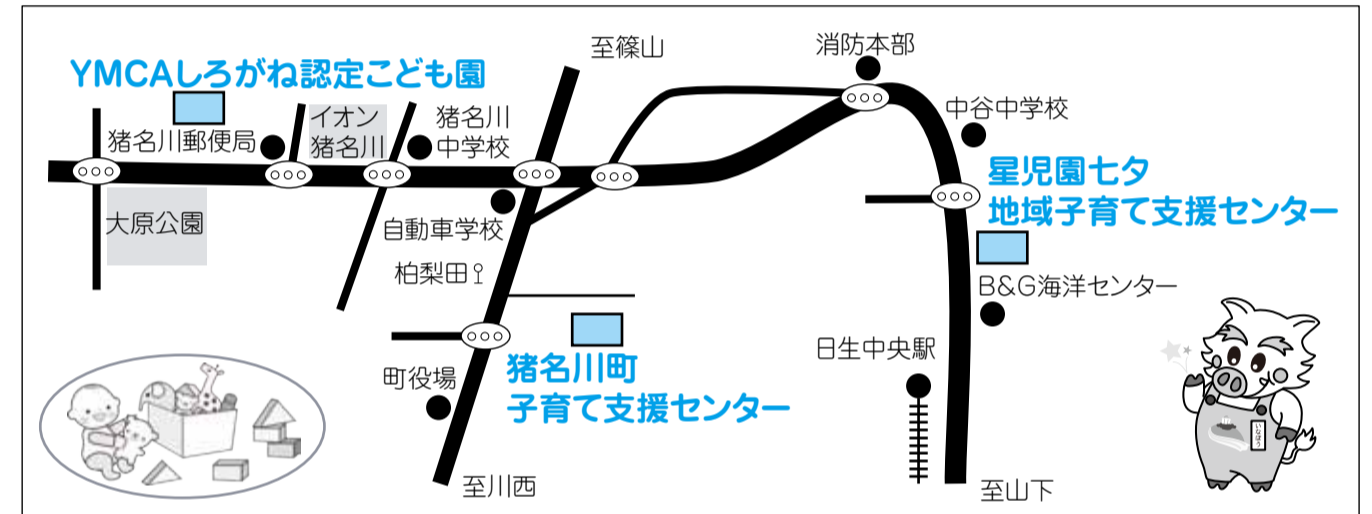 至篠山
消防本部
YMCAしろがね認定こども園
中谷中学校
猪名川郵便局
イオン
猪名川
猪名川
中学校
星児園七夕
地域子育て支援センター
大原公園
自動車学校
柏梨田
B&G海洋センター
日生中央駅
町役場
猪名川町
子育て支援センター
いなぼう
至川西
至山下